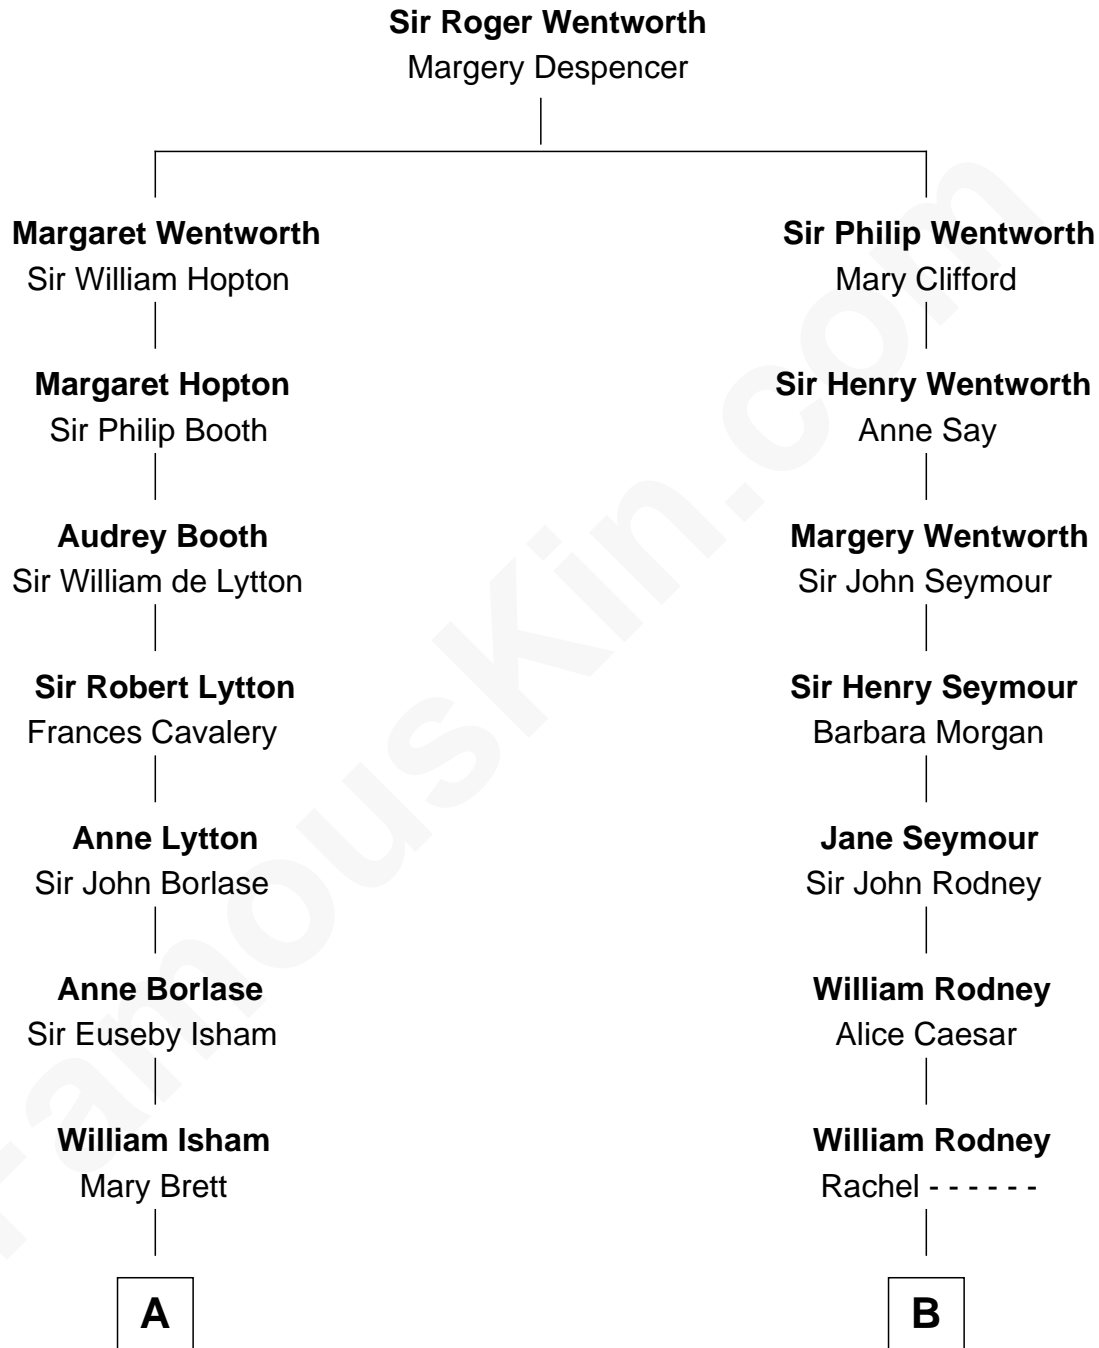 Sir Roger Wentworth
Margery Despencer
Margaret Wentworth
Sir William Hopton
Sir Philip Wentworth
Mary Clifford
Margaret Hopton
Sir Philip Booth
Sir Henry Wentworth
Anne Say
Audrey Booth
Sir William de Lytton
Margery Wentworth
Sir John Seymour
Sir Robert Lytton
Frances Cavalery
Sir Henry Seymour
Barbara Morgan
Anne Lytton
Sir John Borlase
Jane Seymour
Sir John Rodney
Anne Borlase
Sir Euseby Isham
William Rodney
Alice Caesar
William Isham
Mary Brett
William Rodney
Rachel - - - - - -
A
B
FamousKin.com